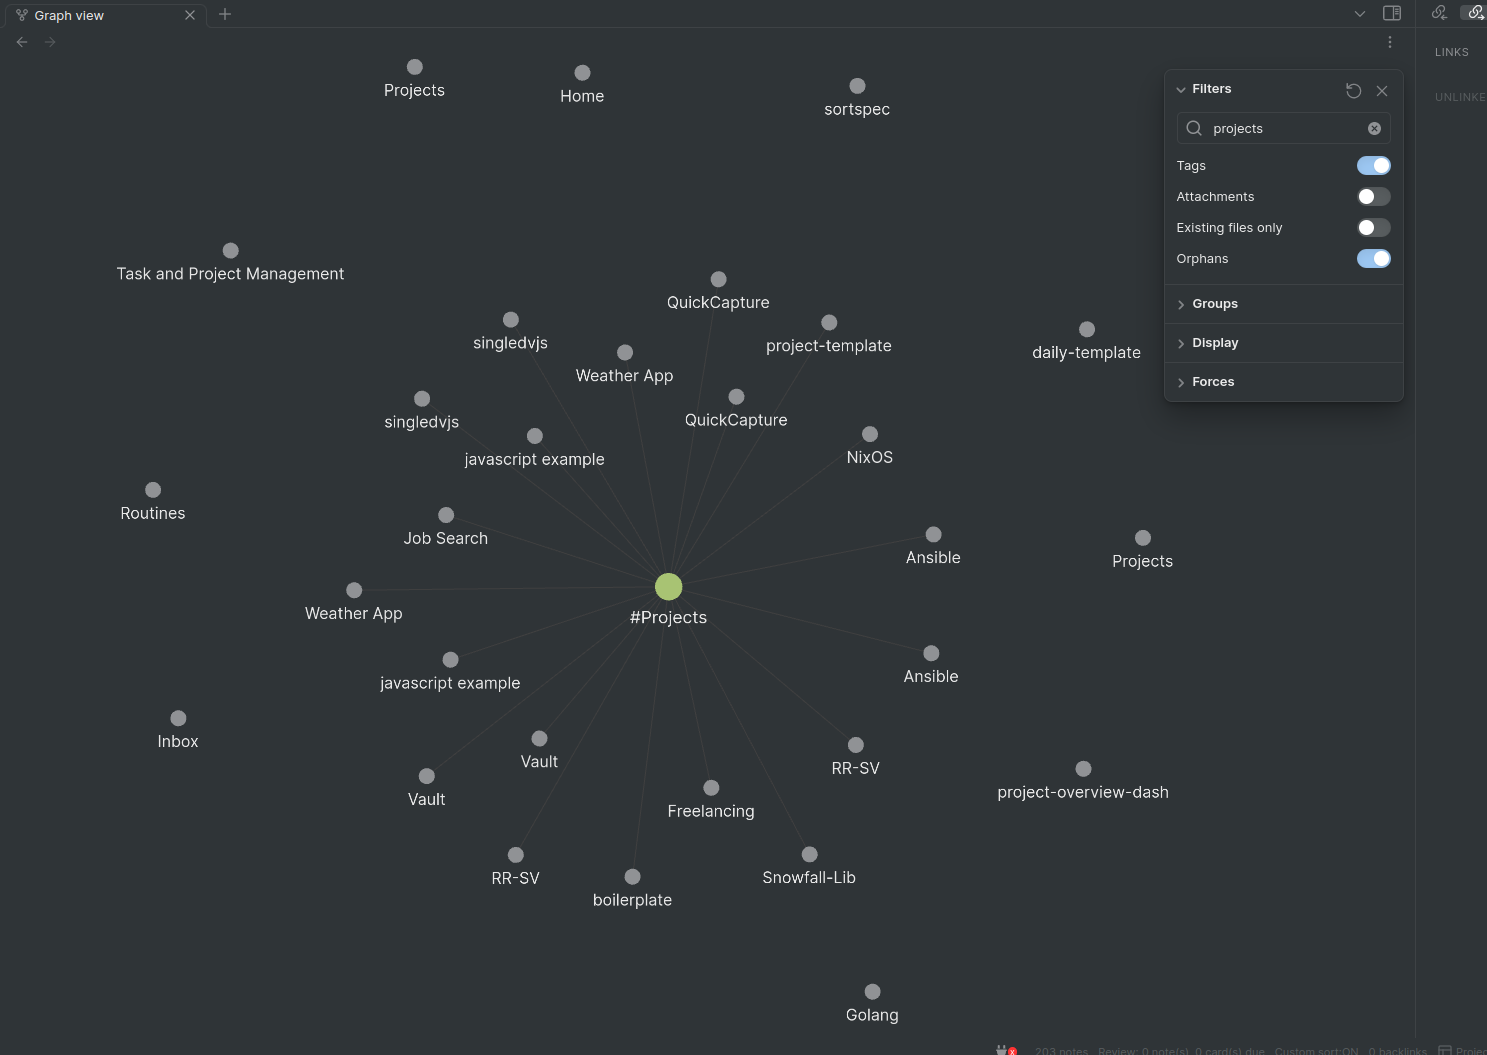 Graph view
LINKS
Projects
Home
sortspec
Filters
UNLINKE
projects
Tags
Attachments
Existing files only
Orphans
Groups
Display
Forces
Task and Project Management
QuickCapture
singledvjs
project-template
daily-template
Weather App
singledvjs
QuickCapture
javascript example
NixOS
Routines
Job Search
Ansible
Projects
Weather App
#Projects
javascript example
Ansible
Inbox
Vault
RR-SV
Vault
project-overview-dash
Freelancing
RR-SV
Snowfall-Lib
boilerplate
Golang
203 notes Review: 0 note(s), 0 card(s) due Custom sort:ON 0 backlinks Projec